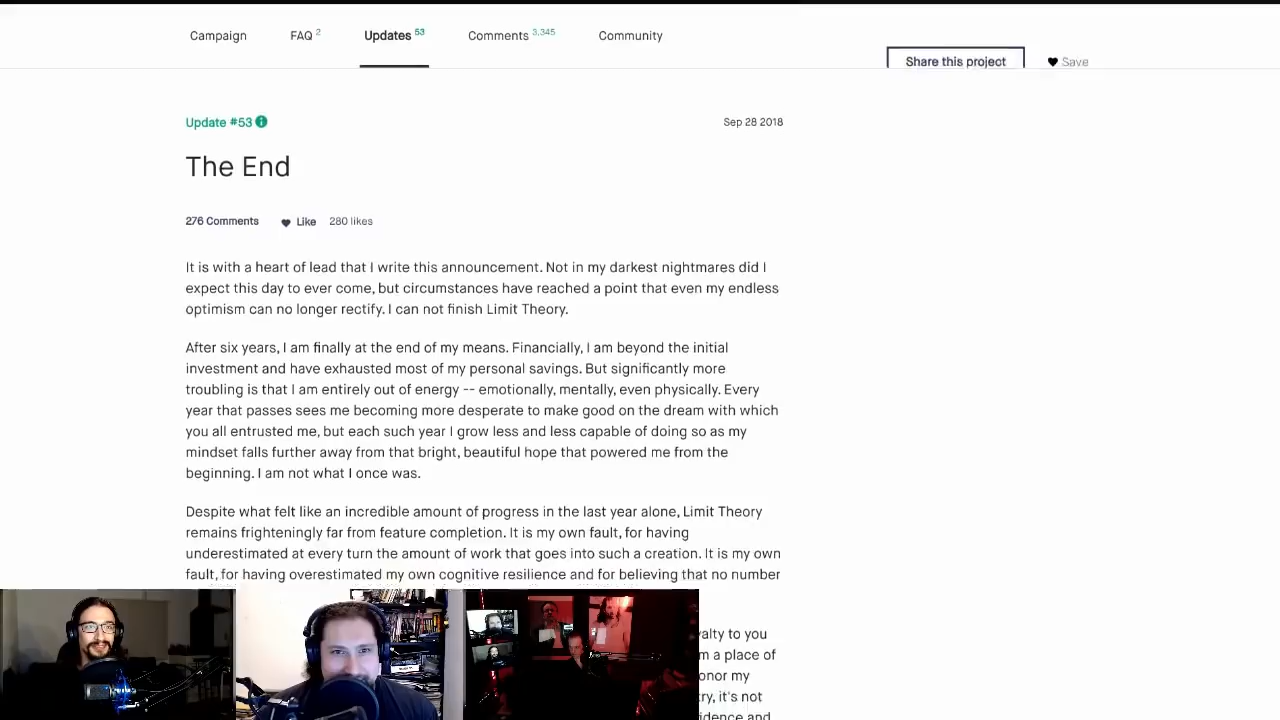 Campaign FAQ 2 Updates 53 Comments 3,345 Community
Share this project Save
Update #53 Sep 28 2018
The End
276 Comments Like 280 likes
It is with a heart of lead that I write this announcement. Not in my darkest nightmares did I
expect this day to ever come, but circumstances have reached a point that even my endless
optimism can no longer rectify. I can not finish Limit Theory.
After six years, I am finally at the end of my means. Financially, I am beyond the initial
investment and have exhausted most of my personal savings. But significantly more
troubling is that I am entirely out of energy -- emotionally, mentally, even physically. Every
year that passes sees me becoming more desperate to make good on the dream with which
you all entrusted me, but each such year I grow less and less capable of doing so as my
mindset falls further away from that bright, beautiful hope that powered me from the
beginning. I am not what I once was.
Despite what felt like an incredible amount of progress in the last year alone, Limit Theory
remains frighteningly far from feature completion. It is my own fault, for having
underestimated at every turn the amount of work that goes into such a creation. It is my own
fault, for having overestimated my own cognitive resilience and for believing that no number
alty to you
m a place of
onor my
ry, it's not
idence and